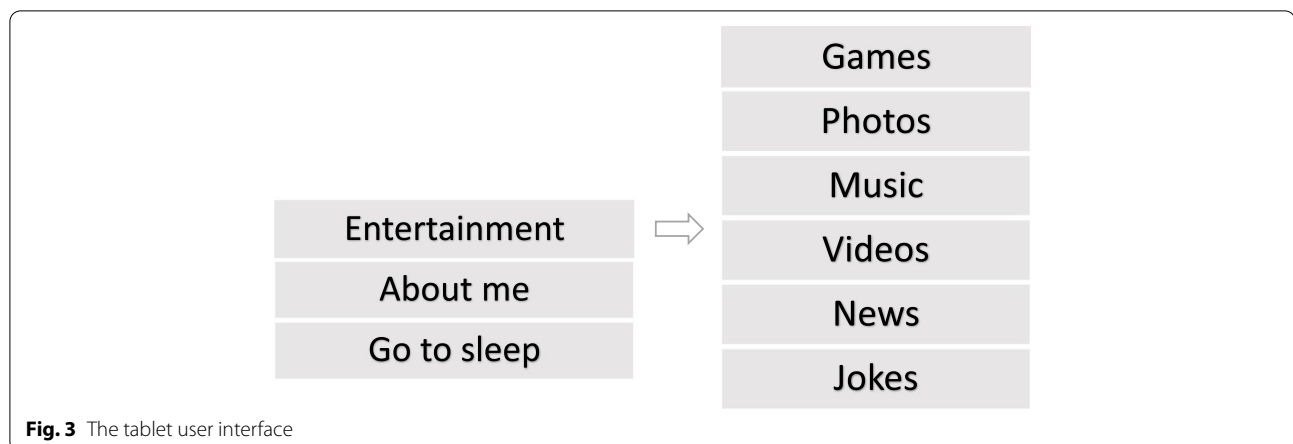 Entertainment
About me
Go to sleep
Games
Photos
Music
Videos
News
Jokes
Fig. 3 The tablet user interface